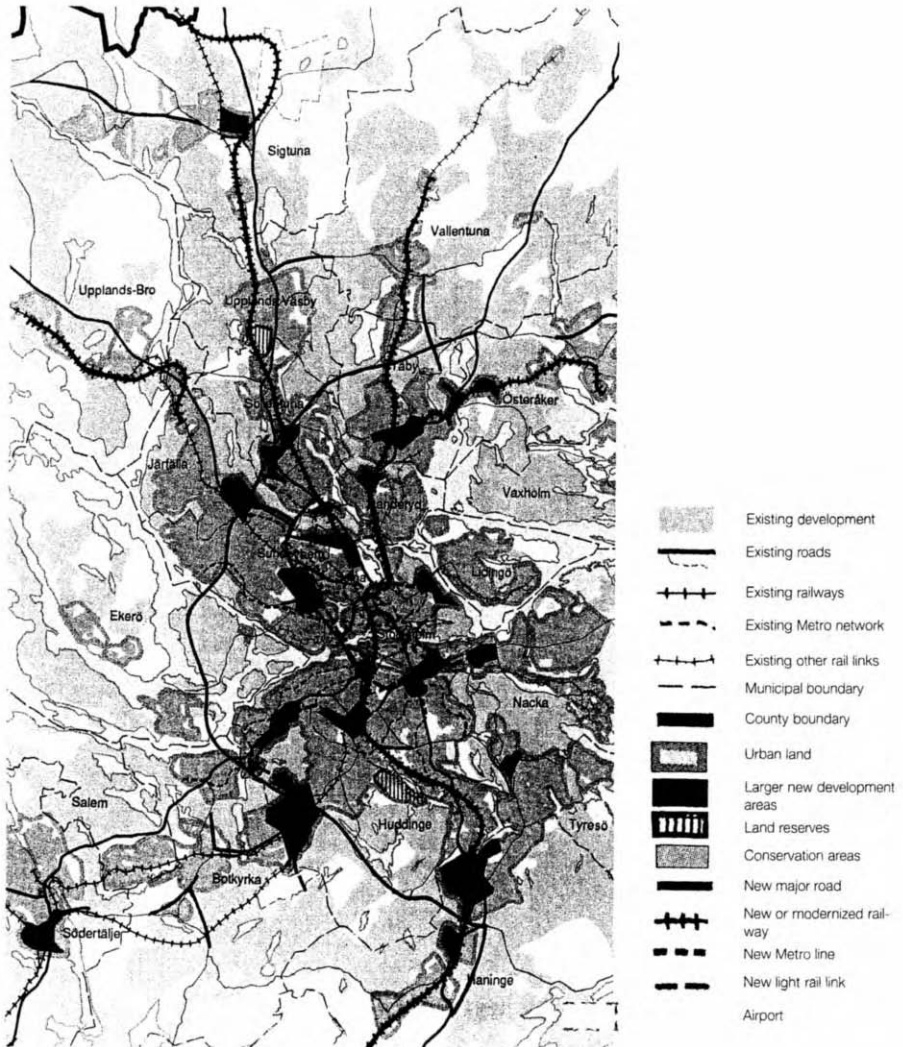 Sigtuna
Vallentuna
Upplands-Bro
Upplands-Väsby
Täby
Österåker
Järfälla
Vaxholm
Danderyd
Lidingö
Ekerö
Stockholm
Nacka
Salem
Huddinge
Tyresö
Botkyrka
Södertälje
Haninge
Existing development
Existing roads
Existing railways
Existing Metro network
Existing other rail links
Municipal boundary
County boundary
Urban land
Larger new development
areas
Land reserves
Conservation areas
New major road
New or modernized rail-
way
New Metro line
New light rail link
Airport